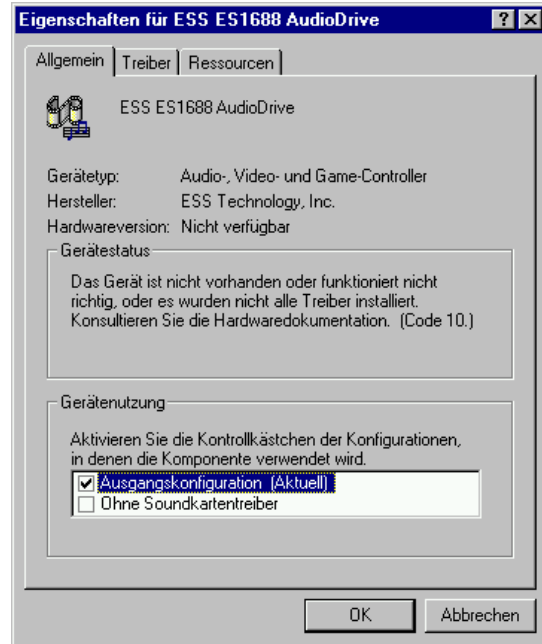 Eigenschaften für ESS ES1688 AudioDrive
Allgemein Treiber Ressourcen
ESS ES1688 AudioDrive
Gerätetyp: Audio-, Video- und Game-Controller
Hersteller: ESS Technology, Inc.
Hardwareversion: Nicht verfügbar
Gerätestatus
Das Gerät ist nicht vorhanden oder funktioniert nicht
richtig, oder es wurden nicht alle Treiber installiert.
Konsultieren Sie die Hardwaredokumentation. (Code 10.)
Gerätenutzung
Aktivieren Sie die Kontrollkästchen der Konfigurationen,
in denen die Komponente verwendet wird.
Ausgangskonfiguration (Aktuell)
Ohne Soundkartentreiber
OK Abbrechen